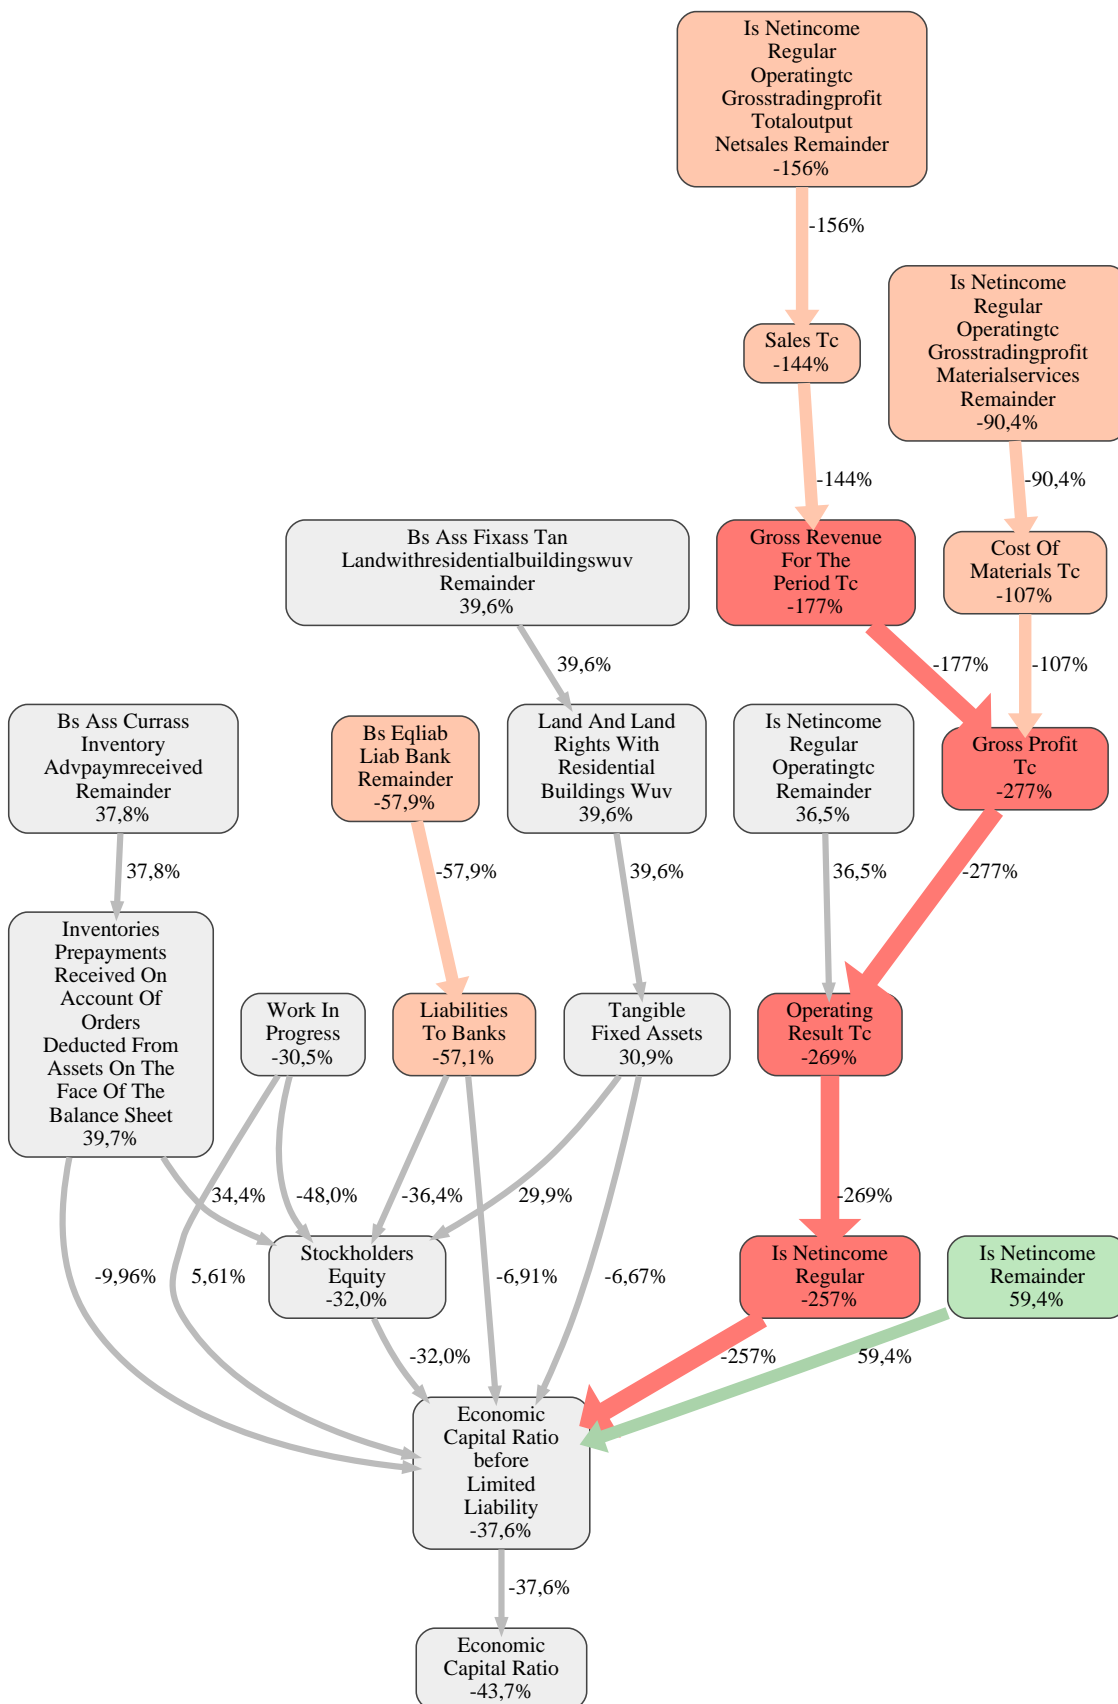 Is Netincome
Regular
Operatingtc
Grosstradingprofit
Totaloutput
Netsales Remainder
-156%
-156%
Is Netincome
Regular
Operatingtc
Grosstradingprofit
Materialservices
Remainder
-90,4%
Sales Tc
-144%
-144%
-90,4%
Bs Ass Fixass Tan
Landwithresidentialbuildingswuv
Remainder
39,6%
Gross Revenue
For The
Period Tc
-177%
Cost Of
Materials Tc
-107%
39,6%
-177%
-107%
Bs Ass Currass
Inventory
Advpaymreceived
Remainder
37,8%
Bs Eqliab
Liab Bank
Remainder
-57,9%
Land And Land
Rights With
Residential
Buildings Wuv
39,6%
Is Netincome
Regular
Operatingtc
Remainder
36,5%
Gross Profit
Tc
-277%
37,8%
-57,9%
39,6%
36,5%
-277%
Inventories
Prepayments
Received On
Account Of
Orders
Deducted From
Assets On The
Face Of The
Balance Sheet
39,7%
Work In
Progress
-30,5%
Liabilities
To Banks
-57,1%
Tangible
Fixed Assets
30,9%
Operating
Result Tc
-269%
34,4%
-48,0%
-36,4%
29,9%
-269%
-9,96%
5,61%
Stockholders
Equity
-32,0%
-6,91%
-6,67%
Is Netincome
Regular
-257%
Is Netincome
Remainder
59,4%
-32,0%
-257%
59,4%
Economic
Capital Ratio
before
Limited
Liability
-37,6%
-37,6%
Economic
Capital Ratio
-43,7%